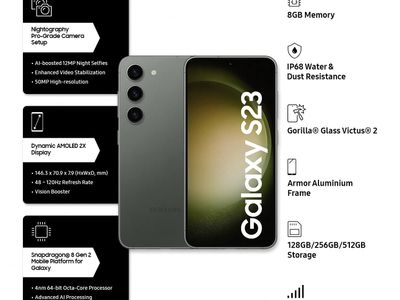 Nightography
Pro-Grade Camera
Setup
• AI-boosted 12MP Night Selfies
• Enhanced Video Stabilization
• 50MP High-resolution
Dynamic AMOLED 2X
Display
• 146.3 x 70.9 x 7.9 (HxWxD, mm)
• 48 ~ 120Hz Refresh Rate
• Vision Booster
Snapdragon® 8 Gen 2
Mobile Platform for
Galaxy
• 4nm 64-bit Octa-Core Processor
• Advanced AI Processing
SAMSUNG
Galaxy S23
8GB Memory
IP68 Water &
Dust Resistance
Gorilla® Glass Victus® 2
Armor Aluminium
Frame
128GB/256GB/512GB
Storage